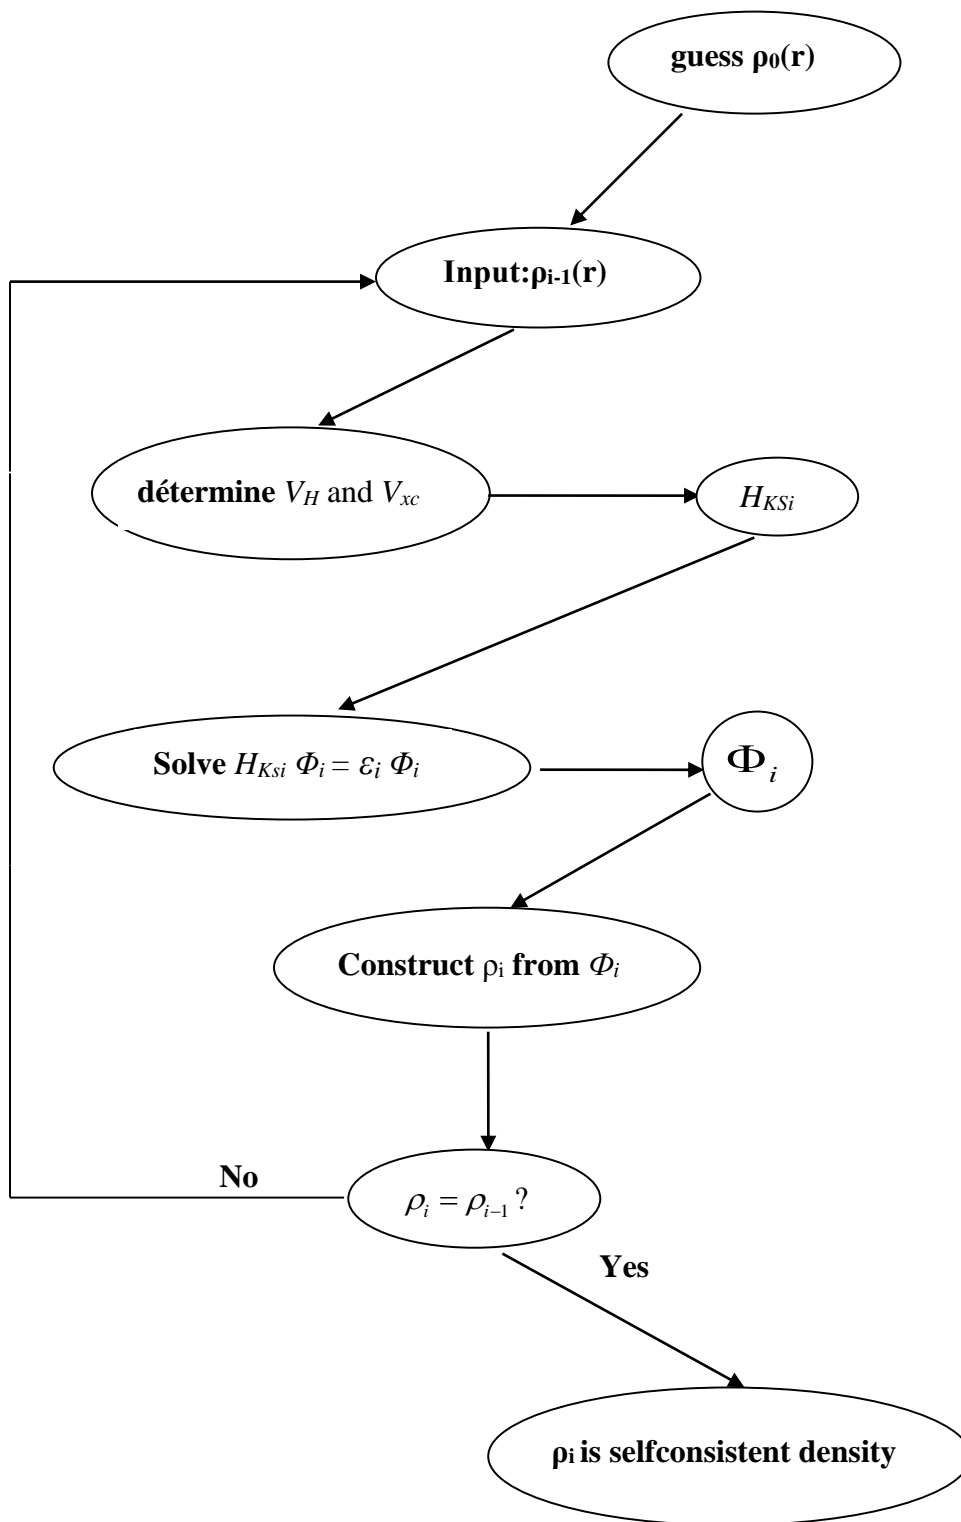 guess ρ0(r)
Input:ρi-1(r)
détermine VH and Vxc
HKSi
Solve HKsi Φi = εi Φi
Φi
Construct ρi from Φi
No
ρi = ρi−1 ?
Yes
ρi is selfconsistent density